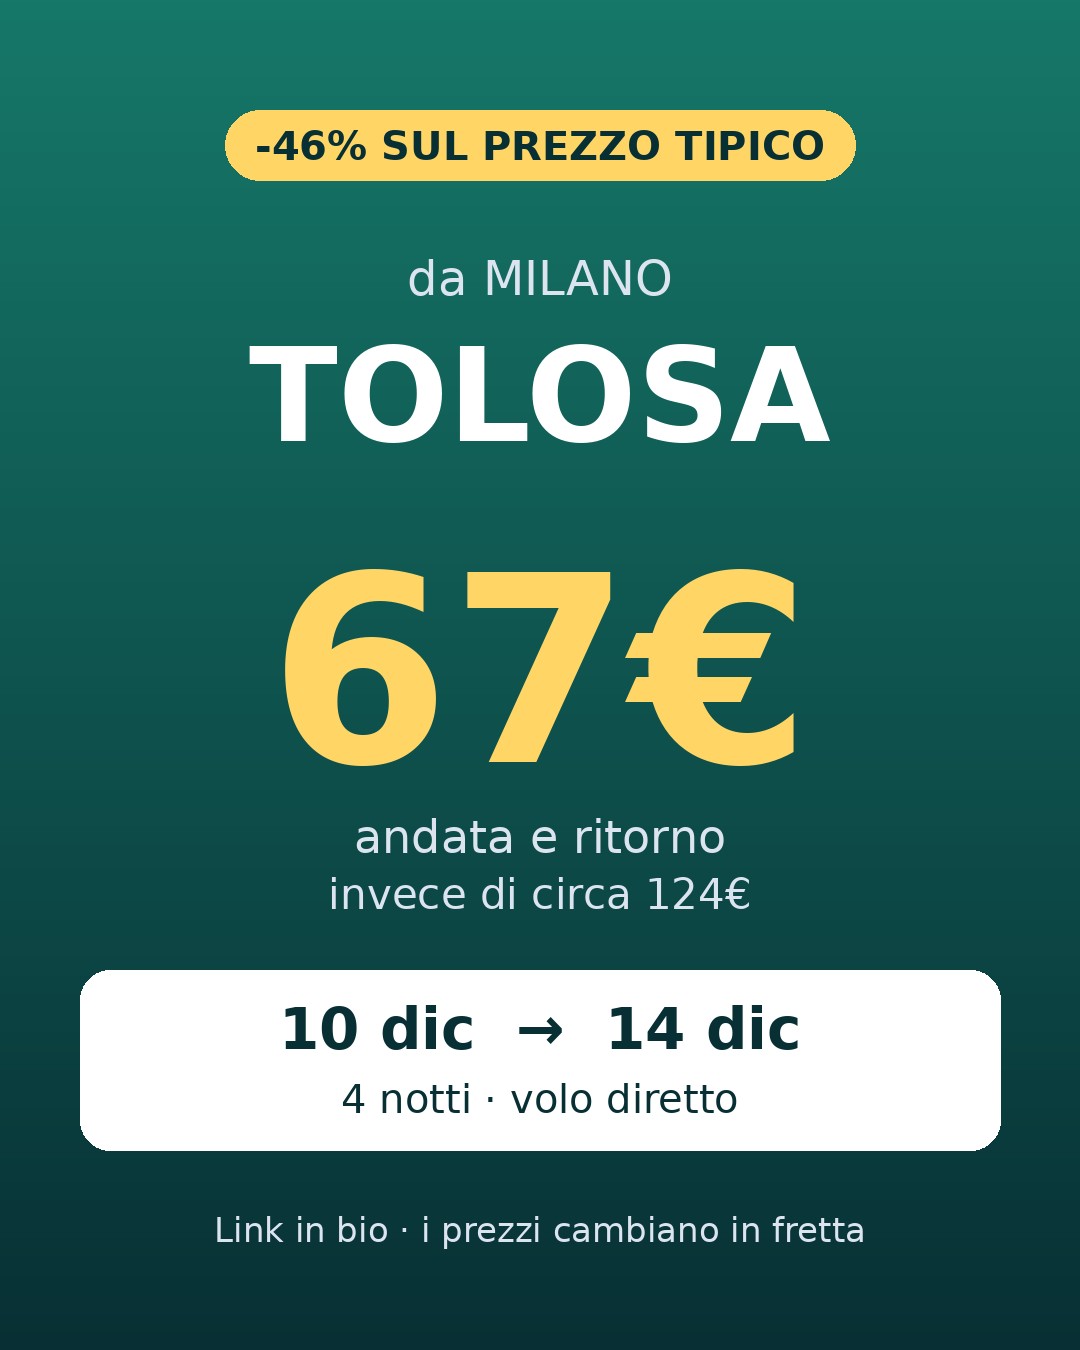 -46% SUL PREZZO TIPICO
da MILANO
TOLOSA
67€
andata e ritorno
invece di circa 124€
10 dic → 14 dic
4 notti · volo diretto
Link in bio · i prezzi cambiano in fretta